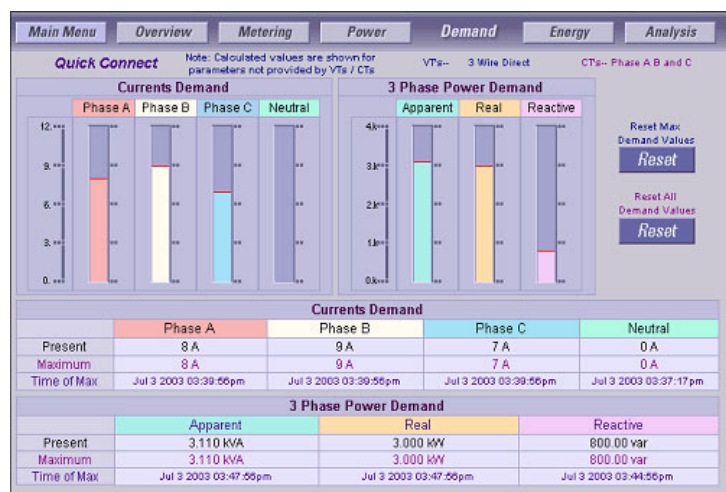 Main Menu Overview Metering Power Demand Energy Analysis
Quick Connect Note: Calculated values are shown for parameters not provided by VTs / CTs VT's-- 3 Wire Direct CT's-- Phase A B and C
Currents Demand
Phase A Phase B Phase C Neutral
12.
9.
6.
3.
0.
3 Phase Power Demand
Apparent Real Reactive
4.k
3.k
2.k
1.k
0.k
Reset Max
Demand Values
Reset
Reset All
Demand Values
Reset
Currents Demand
Phase A Phase B Phase C Neutral
Present 8 A 9 A 7 A 0 A
Maximum 8 A 9 A 7 A 0 A
Time of Max Jul 3 2003 03:39:56pm Jul 3 2003 03:39:56pm Jul 3 2003 03:39:56pm Jul 3 2003 03:37:17pm
3 Phase Power Demand
Apparent Real Reactive
Present 3.110 kVA 3.000 kW 800.00 var
Maximum 3.110 kVA 3.000 kW 800.00 var
Time of Max Jul 3 2003 03:47:56pm Jul 3 2003 03:47:56pm Jul 3 2003 03:44:56pm